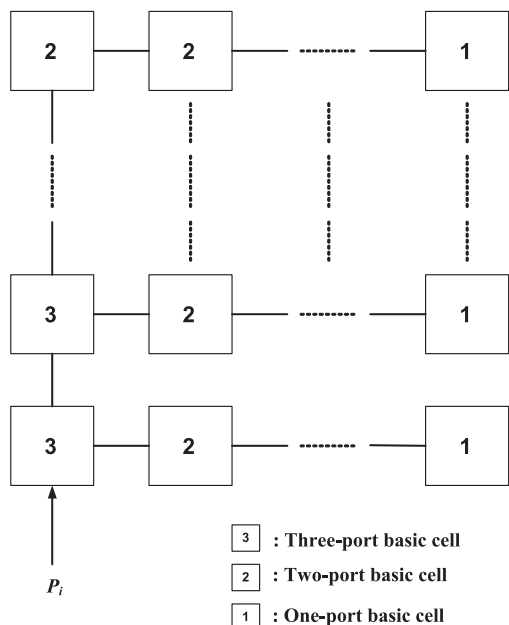 2 2 1
3 2 1
3 2 1
Pi
3 : Three-port basic cell
2 : Two-port basic cell
1 : One-port basic cell